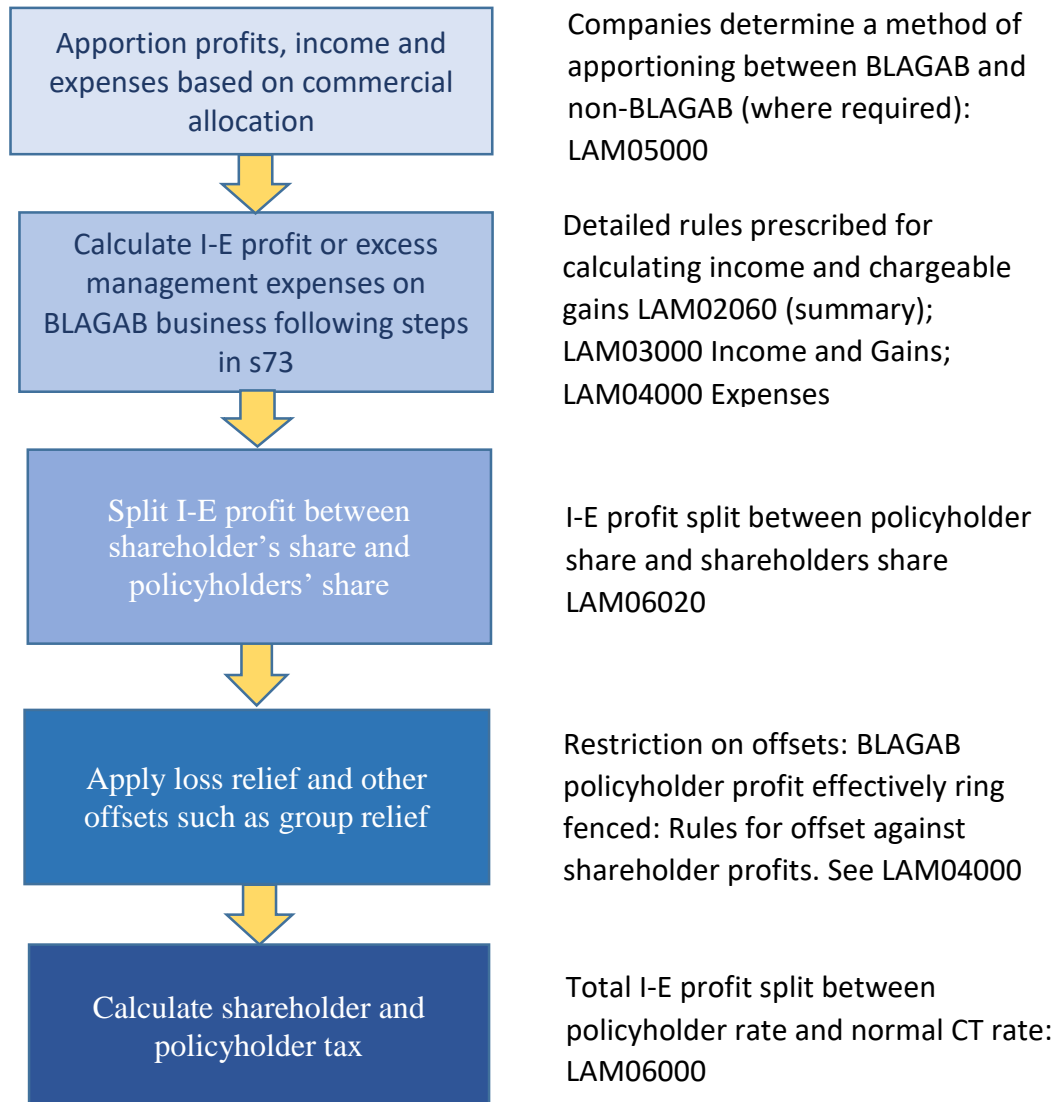 Apportion profits, income and
expenses based on commercial
allocation
Companies determine a method of
apportioning between BLAGAB and
non-BLAGAB (where required):
LAM05000
Calculate I-E profit or excess
management expenses on
BLAGAB business following steps
in s73
Detailed rules prescribed for
calculating income and chargeable
gains LAM02060 (summary);
LAM03000 Income and Gains;
LAM04000 Expenses
Split I-E profit between
shareholder’s share and
policyholders’ share
I-E profit split between policyholder
share and shareholders share
LAM06020
Apply loss relief and other
offsets such as group relief
Restriction on offsets: BLAGAB
policyholder profit effectively ring
fenced: Rules for offset against
shareholder profits. See LAM04000
Calculate shareholder and
policyholder tax
Total I-E profit split between
policyholder rate and normal CT rate:
LAM06000